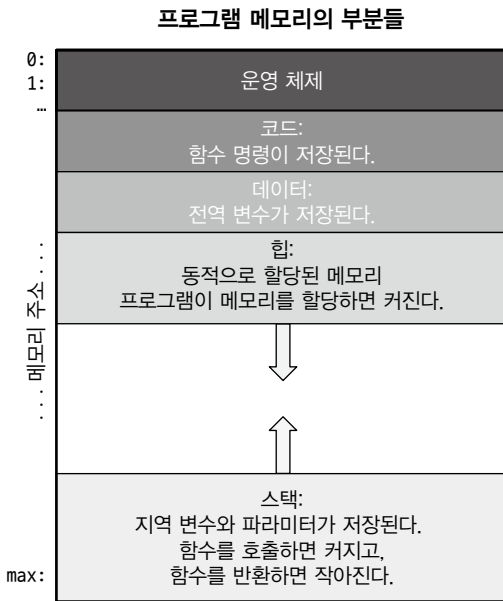 프로그램 메모리의 부분들
0:
1:
…
운영 체제
코드:
함수 명령이 저장된다.
데이터:
전역 변수가 저장된다.
힙:
동적으로 할당된 메모리
프로그램이 메모리를 할당하면 커진다.
. . . . 메모리 주소 . . . .
스택:
지역 변수와 파라미터가 저장된다.
함수를 호출하면 커지고,
함수를 반환하면 작아진다.
max: